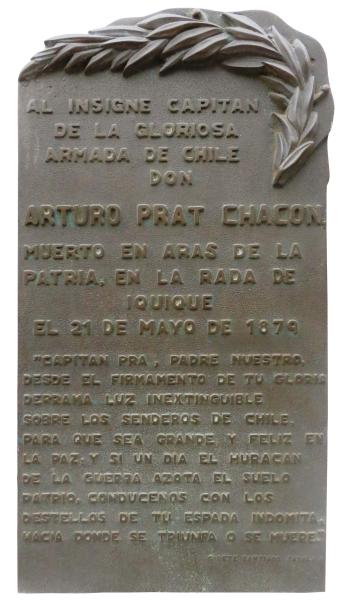 AL INSIGNE CAPITAN
DE LA GLORIOSA
ARMADA DE CHILE
DON
ARTURO PRAT CHACON.
MUERTO EN ARAS DE LA
PATRIA, EN LA RADA DE
IQUIQUE
EL 21 DE MAYO DE 1879
"CAPITAN PRA, PADRE NUESTRO,
DESDE EL FIRMAMENTO DE TU GLORIA
DERRAMA LUZ INEXTINGUIBLE
SOBRE LOS SENDEROS DE CHILE.
PARA QUE SEA GRANDE, Y FELIZ EN
LA PAZ; Y SI UN DIA EL HURACAN
DE LA GUERRA AZOTA EL SUELO
PATRIO, CONDUCENOS CON LOS
DESTELLOS DE TU ESPADA INDOMITA,
HACIA DONDE SE TRIUNFA O SE MUERE"
SANTIAGO